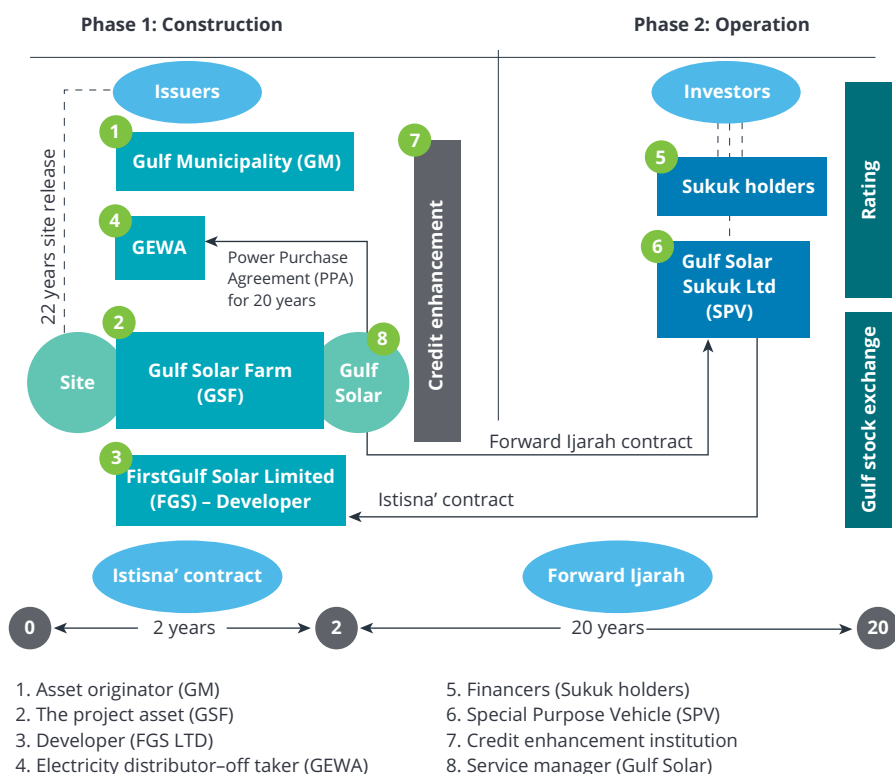 Phase 1: Construction
Phase 2: Operation
Issuers
Investors
1
Gulf Municipality (GM)
7
Credit enhancement
5
Sukuk holders
Rating
4
GEWA
Power Purchase
Agreement (PPA)
for 20 years
22 years site release
6
Gulf Solar
Sukuk Ltd
(SPV)
2
Site
Gulf Solar Farm
(GSF)
8
Gulf
Solar
Gulf stock exchange
Forward Ijarah contract
3
FirstGulf Solar Limited
(FGS) – Developer
Istisna’ contract
Istisna’ contract
Forward Ijarah
0
2 years
2
20 years
20
1. Asset originator (GM)
2. The project asset (GSF)
3. Developer (FGS LTD)
4. Electricity distributor–off taker (GEWA)
5. Financers (Sukuk holders)
6. Special Purpose Vehicle (SPV)
7. Credit enhancement institution
8. Service manager (Gulf Solar)